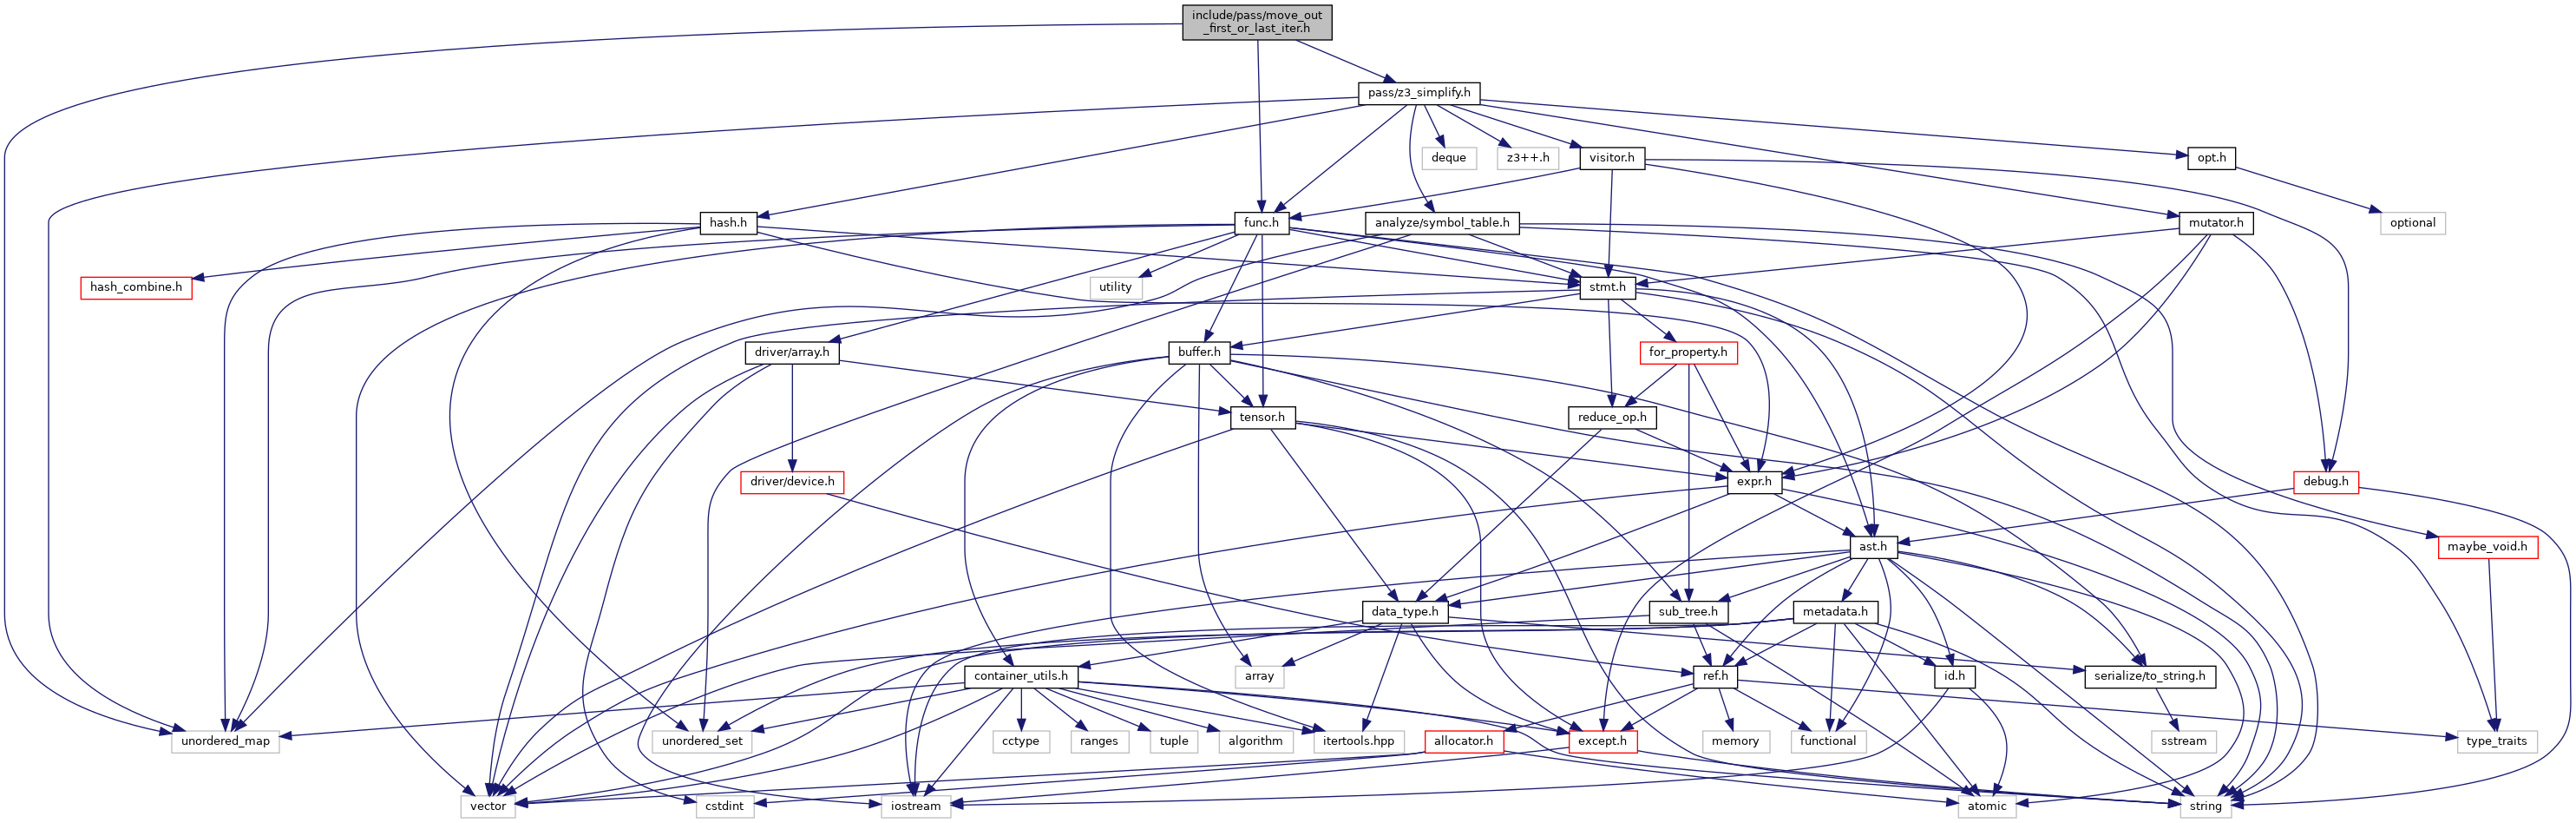 include/pass/move_out
_first_or_last_iter.h
pass/z3_simplify.h
deque
z3++.h
visitor.h
opt.h
hash.h
func.h
analyze/symbol_table.h
mutator.h
optional
hash_combine.h
utility
stmt.h
driver/array.h
buffer.h
for_property.h
tensor.h
reduce_op.h
driver/device.h
expr.h
debug.h
ast.h
maybe_void.h
data_type.h
sub_tree.h
metadata.h
container_utils.h
array
ref.h
id.h
serialize/to_string.h
unordered_map
unordered_set
cctype
ranges
tuple
algorithm
itertools.hpp
allocator.h
except.h
memory
functional
sstream
type_traits
vector
cstdint
iostream
atomic
string